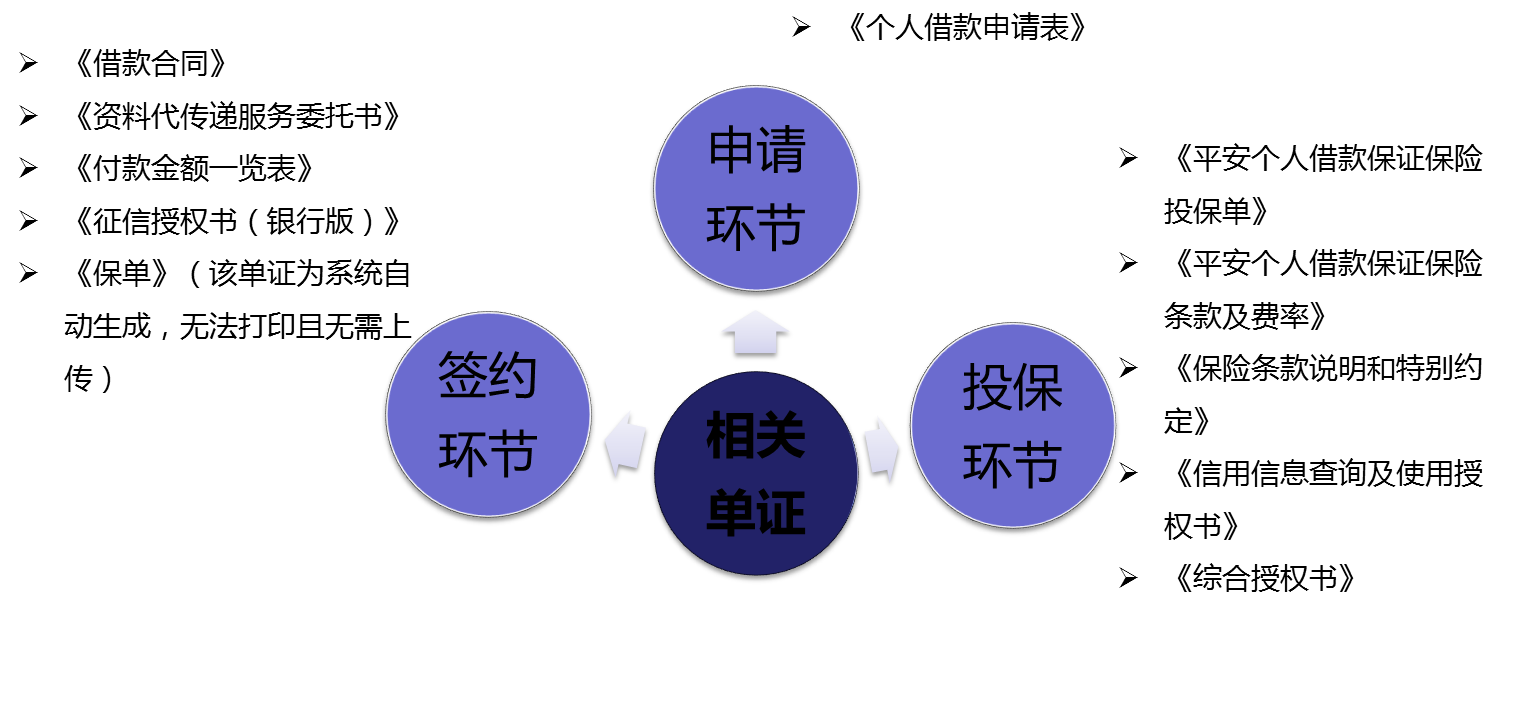 《个人借款申请表》
《借款合同》
《资料代传递服务委托书》
《付款金额一览表》
《征信授权书（银行版）》
《保单》（该单证为系统自
动生成，无法打印且无需上
传）
申请
环节
签约
环节
相关
单证
投保
环节
《平安个人借款保证保险
投保单》
《平安个人借款保证保险
条款及费率》
《保险条款说明和特别约
定》
《信用信息查询及使用授
权书》
《综合授权书》